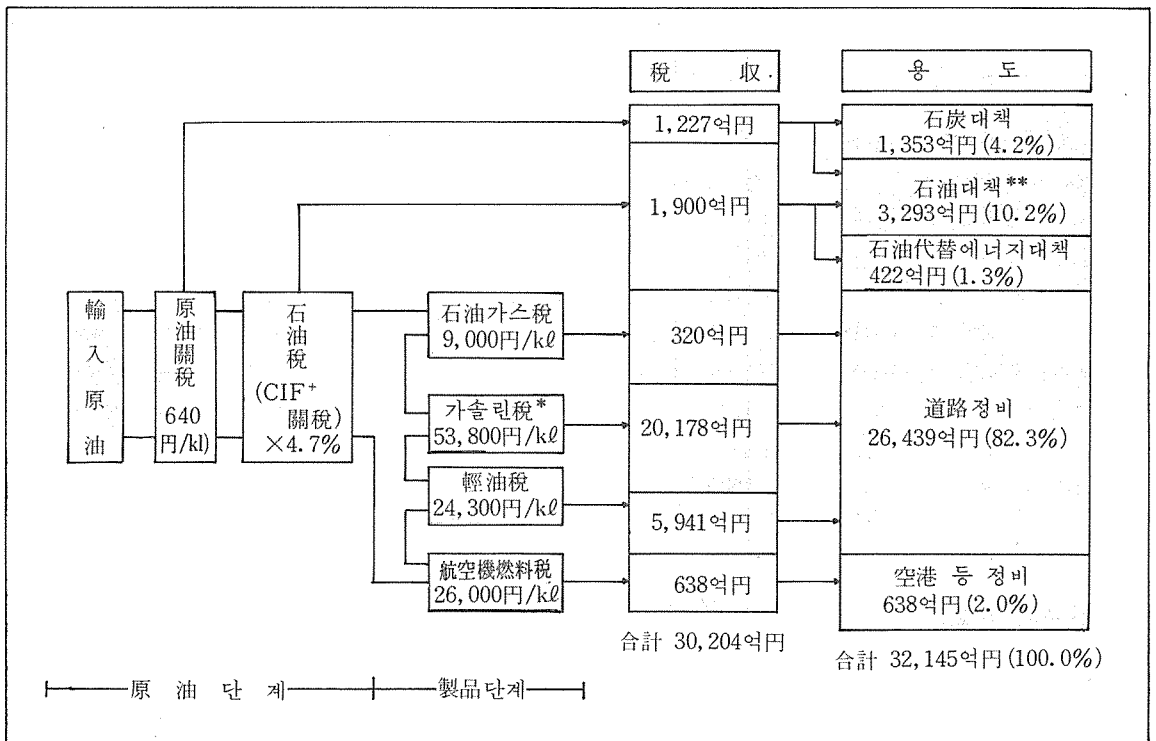 稅 収
용 도
1,227억円
石炭대책
1,353억円(4.2%)
1,900억円
石油대책**
3,293억円(10.2%)
石油代替에너지대책
422억円(1.3%)
輸入原油
原油關稅
640
円/kl)
石油稅
(CIF+
關稅)
×4.7%
石油가스稅
9,000円/kℓ
320억円
가솔린稅*
53,800円/kℓ
20,178억円
道路정비
26,439억円(82.3%)
輕油稅
24,300円/kℓ
5,941억円
航空機燃料稅
26,000円/kℓ
638억円
空港 등 정비
638억円(2.0%)
合計 30,204억円
合計 32,145억円(100.0%)
原油단계
製品단계